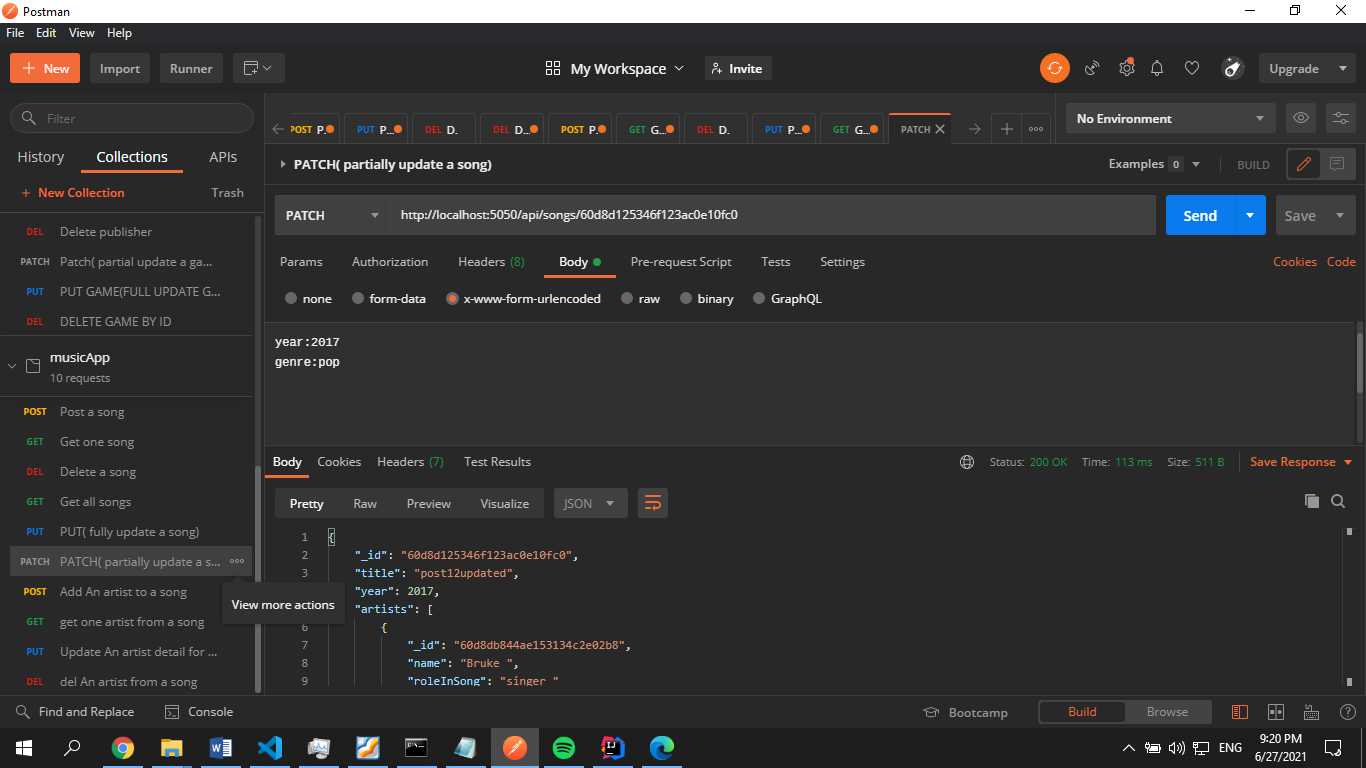 Postman
File Edit View Help
New Import Runner My Workspace Invite Upgrade
Filter
History Collections APIs
New Collection Trash
DEL Delete publisher
PATCH Patch( partial update a ga...
PUT PUT GAME(FULL UPDATE G...
DEL DELETE GAME BY ID
musicApp
10 requests
POST Post a song
GET Get one song
DEL Delete a song
GET Get all songs
PUT PUT( fully update a song)
PATCH PATCH( partially update a s...
View more actions
POST Add An artist to a song
GET get one artist from a song
PUT Update An artist detail for ...
DEL del An artist from a song
POST P. PUT P... DEL D. DEL D... POST P. GET G... DEL D. PUT P... GET G... PATCH
No Environment
PATCH( partially update a song) Examples 0 BUILD
PATCH http://localhost:5050/api/songs/60d8d125346f123ac0e10fc0 Send Save
Params Authorization Headers (8) Body Pre-request Script Tests Settings Cookies Code
none form-data x-www-form-urlencoded raw binary GraphQL
year:2017
genre:pop
Body Cookies Headers (7) Test Results Status: 200 OK Time: 113 ms Size: 511 B Save Response
Pretty Raw Preview Visualize JSON
1 {
2 "_id": "60d8d125346f123ac0e10fc0",
3 "title": "post12updated",
4 "year": 2017,
5 "artists": [
6 {
7 "_id": "60d8db844ae153134c2e02b8",
8 "name": "Bruke ",
9 "roleInSong": "singer "
Find and Replace Console Bootcamp Build Browse
ENG
9:20 PM
6/27/2021